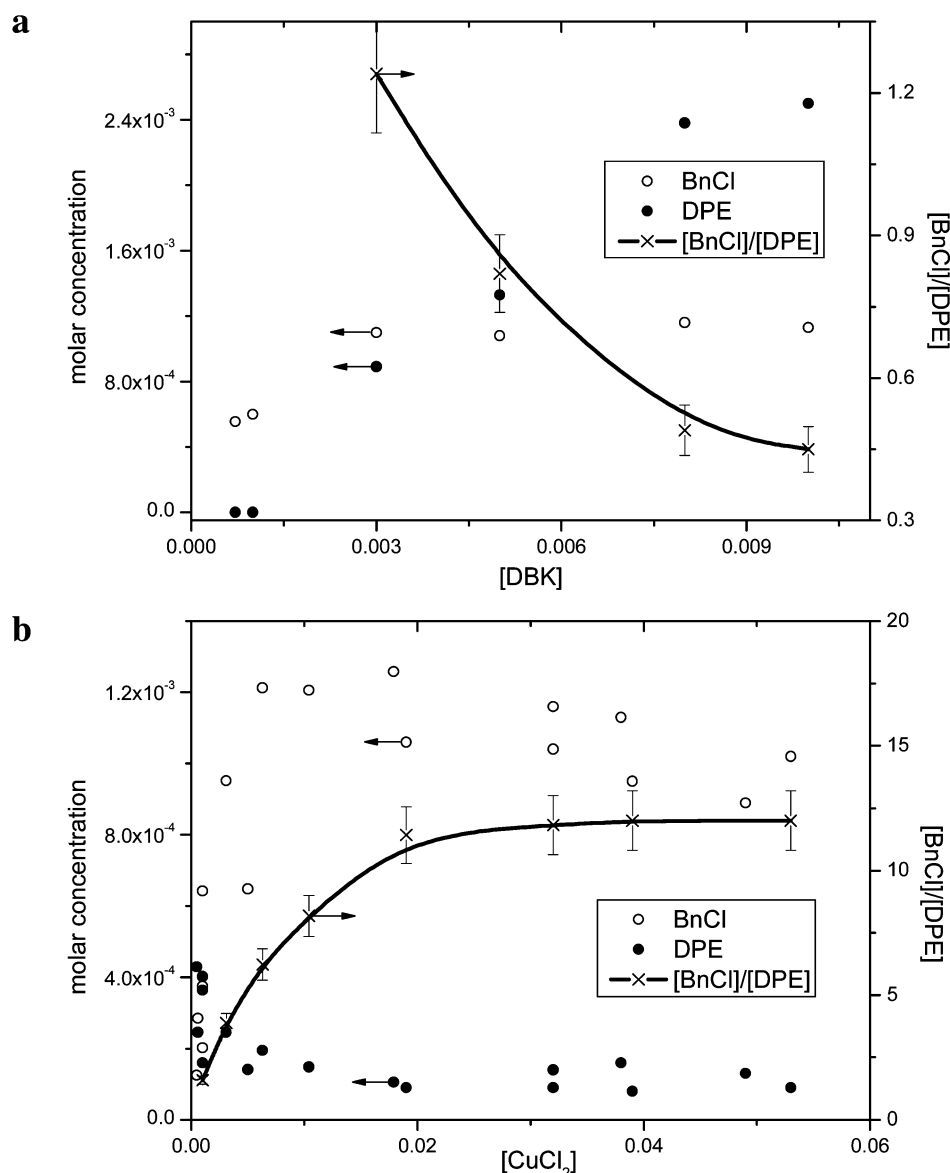 a
2.4x10⁻³
1.6x10⁻³
8.0x10⁻⁴
0.0
molar concentration
1.2
0.9
0.6
0.3
[BnCl]/[DPE]
BnCl
DPE
[BnCl]/[DPE]
0.000 0.003 0.006 0.009
[DBK]
b
1.2x10⁻³
8.0x10⁻⁴
4.0x10⁻⁴
0.0
molar concentration
20
15
10
5
0
[BnCl]/[DPE]
BnCl
DPE
[BnCl]/[DPE]
0.00 0.02 0.04 0.06
[CuCl₂]